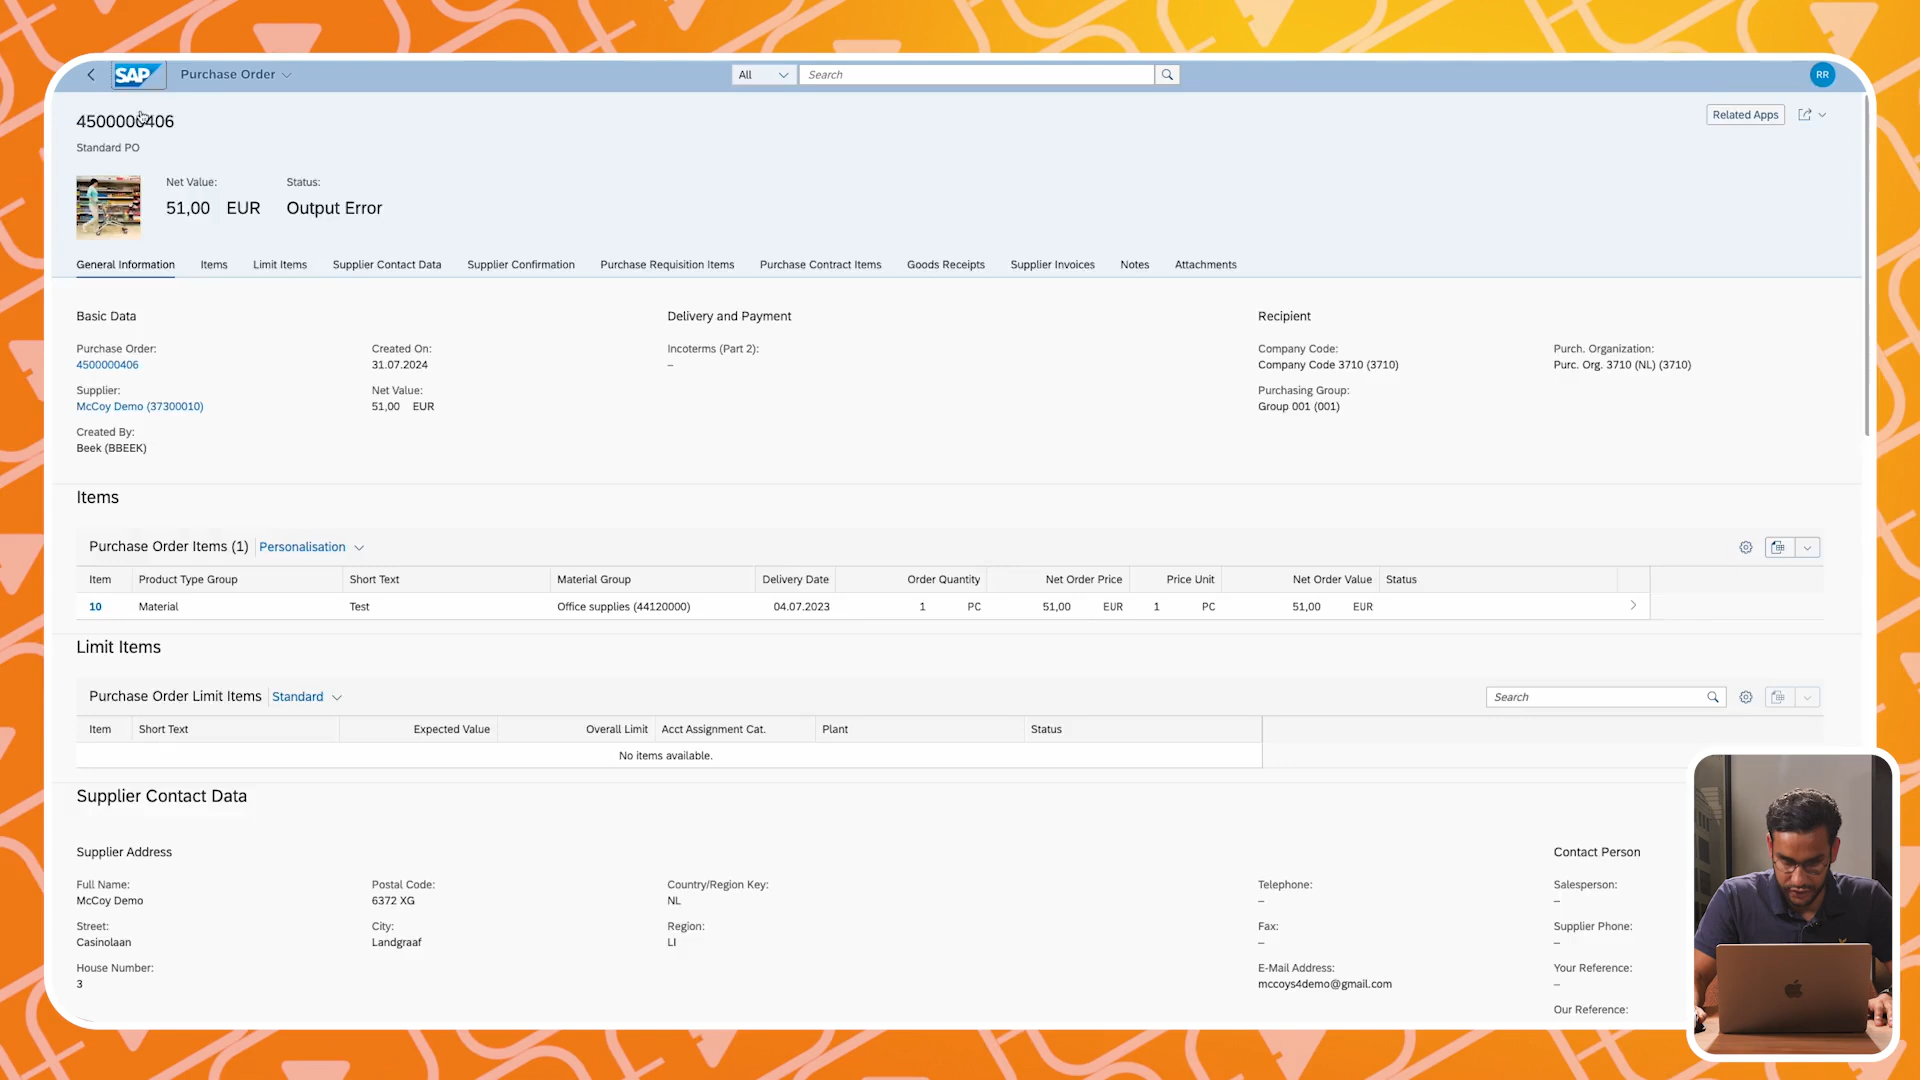 SAP Purchase Order
All Search
RR
4500000406
Related Apps
Standard PO
Net Value: Status:
51,00 EUR Output Error
General Information Items Limit Items Supplier Contact Data Supplier Confirmation Purchase Requisition Items Purchase Contract Items Goods Receipts Supplier Invoices Notes Attachments
Basic Data Delivery and Payment Recipient
Purchase Order: Created On: Incoterms (Part 2): Company Code: Purch. Organization:
4500000406 31.07.2024 – Company Code 3710 (3710) Purc. Org. 3710 (NL) (3710)
Supplier: Net Value: Purchasing Group:
McCoy Demo (37300010) 51,00 EUR Group 001 (001)
Created By:
Beek (BBEEK)
Items
Purchase Order Items (1) Personalisation
Item Product Type Group Short Text Material Group Delivery Date Order Quantity Net Order Price Price Unit Net Order Value Status
10 Material Test Office supplies (44120000) 04.07.2023 1 PC 51,00 EUR 1 PC 51,00 EUR
Limit Items
Purchase Order Limit Items Standard Search
Item Short Text Expected Value Overall Limit Acct Assignment Cat. Plant Status
No items available.
Supplier Contact Data
Supplier Address Contact Person
Full Name: Postal Code: Country/Region Key: Telephone: Salesperson:
McCoy Demo 6372 XG NL – –
Street: City: Region: Fax: Supplier Phone:
Casinolaan Landgraaf LI – –
House Number: E-Mail Address: Your Reference:
3 mccoys4demo@gmail.com –
Our Reference: